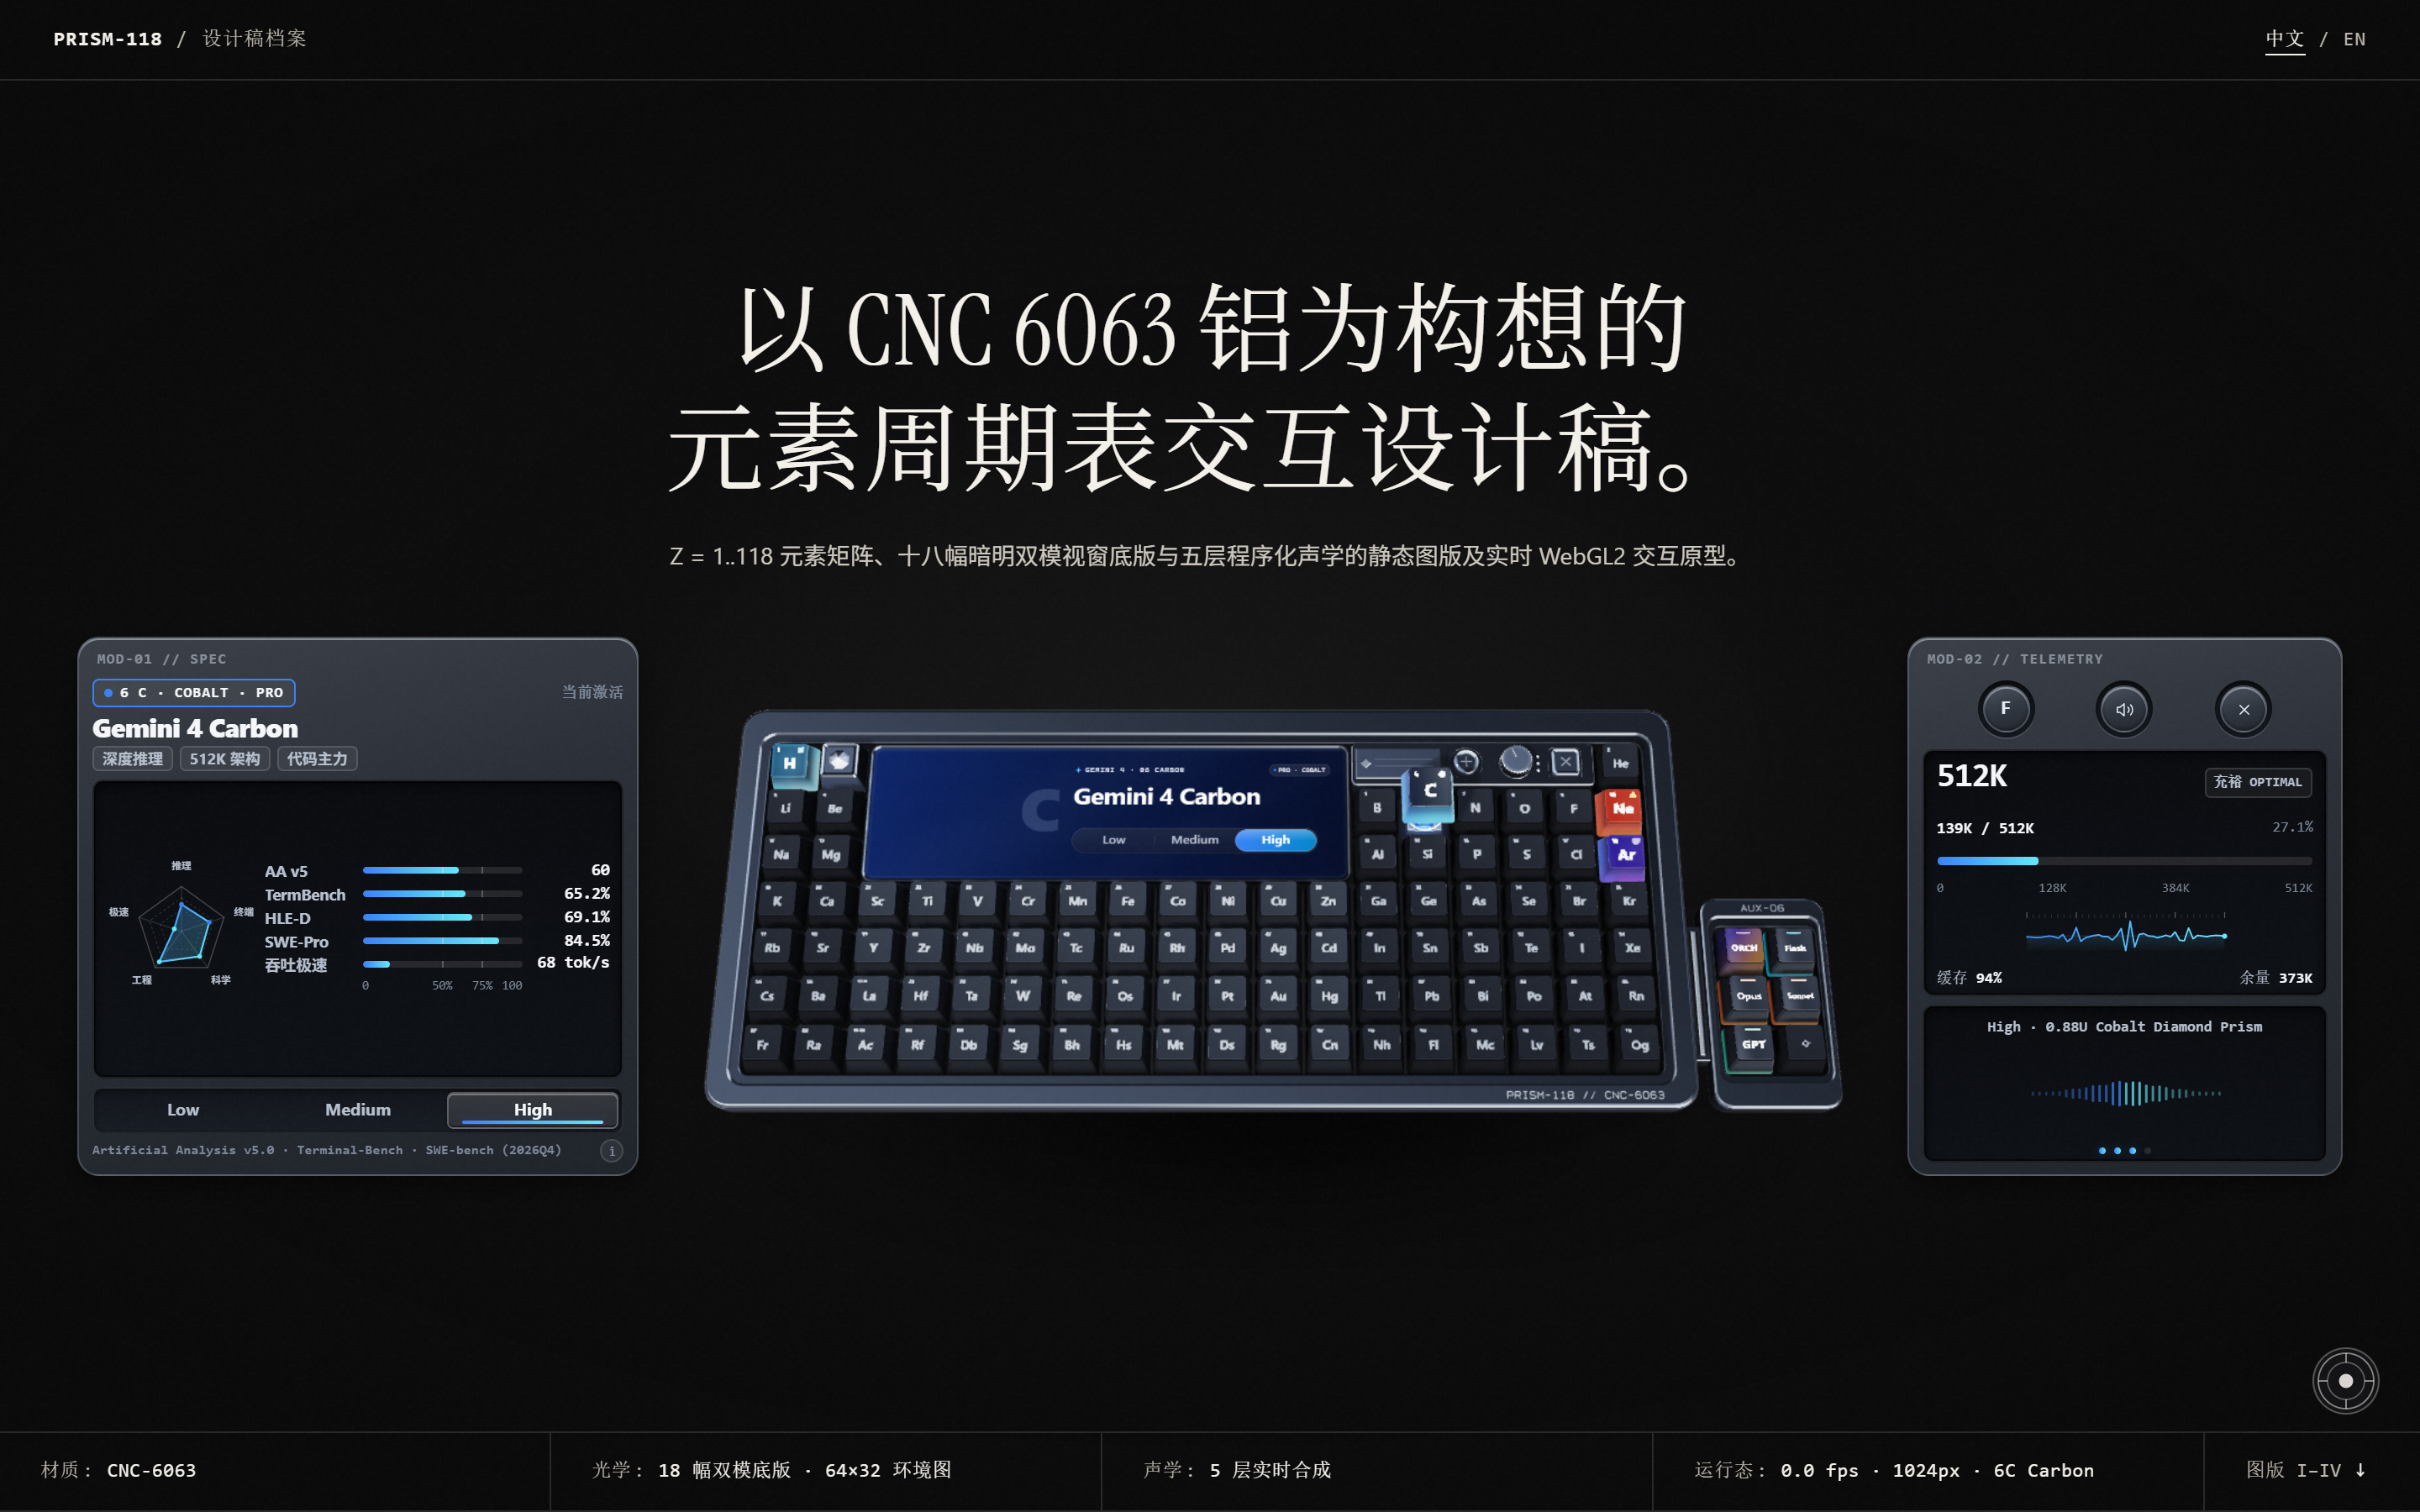 PRISM-118 / 设计稿档案
中文 / EN
以 CNC 6063 铝为构想的
元素周期表交互设计稿。
Z = 1..118 元素矩阵、十八幅暗明双模视窗底版与五层程序化声学的静态图版及实时 WebGL2 交互原型。
MOD-01 // SPEC
6 C · COBALT · PRO
当前激活
Gemini 4 Carbon
深度推理 512K 架构 代码主力
推理
极速
终端
工程
科学
AA v5 60
TermBench 65.2%
HLE-D 69.1%
SWE-Pro 84.5%
吞吐极速 68 tok/s
0 50% 75% 100
Low Medium High
Artificial Analysis v5.0 · Terminal-Bench · SWE-bench (2026Q4)
i
GEMINI 4 · 06 CARBON
PRO · COBALT
C
Gemini 4 Carbon
Low Medium High
H He
Li Be B C N O F Ne
Na Mg Al Si P S Cl Ar
K Ca Sc Ti V Cr Mn Fe Co Ni Cu Zn Ga Ge As Se Br Kr
Rb Sr Y Zr Nb Mo Tc Ru Rh Pd Ag Cd In Sn Sb Te I Xe
Cs Ba La Hf Ta W Re Os Ir Pt Au Hg Tl Pb Bi Po At Rn
Fr Ra Ac Rf Db Sg Bh Hs Mt Ds Rg Cn Nh Fl Mc Lv Ts Og
PRISM-118 // CNC-6063
AUX-06
ORCH Flash
Opus Sonnet
GPT
MOD-02 // TELEMETRY
F
512K
充裕 OPTIMAL
139K / 512K 27.1%
0 128K 384K 512K
缓存 94% 余量 373K
High · 0.88U Cobalt Diamond Prism
材质: CNC-6063
光学: 18 幅双模底版 · 64×32 环境图
声学: 5 层实时合成
运行态: 0.0 fps · 1024px · 6C Carbon
图版 I–IV ↓